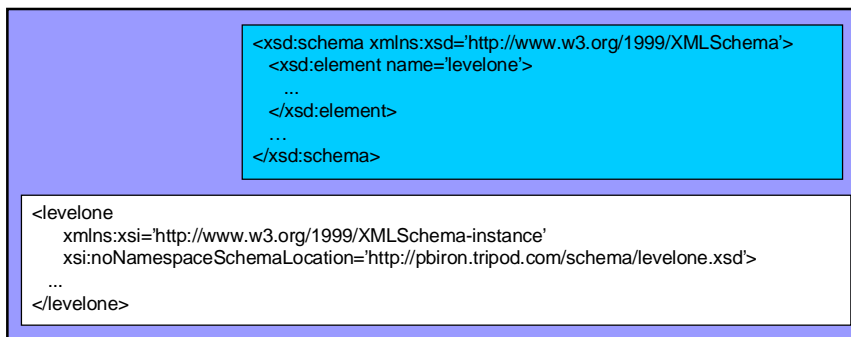 <xsd:schema xmlns:xsd=’http://www.w3.org/1999/XMLSchema’>
<xsd:element name=’levelone’>
...
</xsd:element>
…
</xsd:schema>
<levelone
xmlns:xsi=’http://www.w3.org/1999/XMLSchema-instance’
xsi:noNamespaceSchemaLocation=’http://pbiron.tripod.com/schema/levelone.xsd’>
...
</levelone>